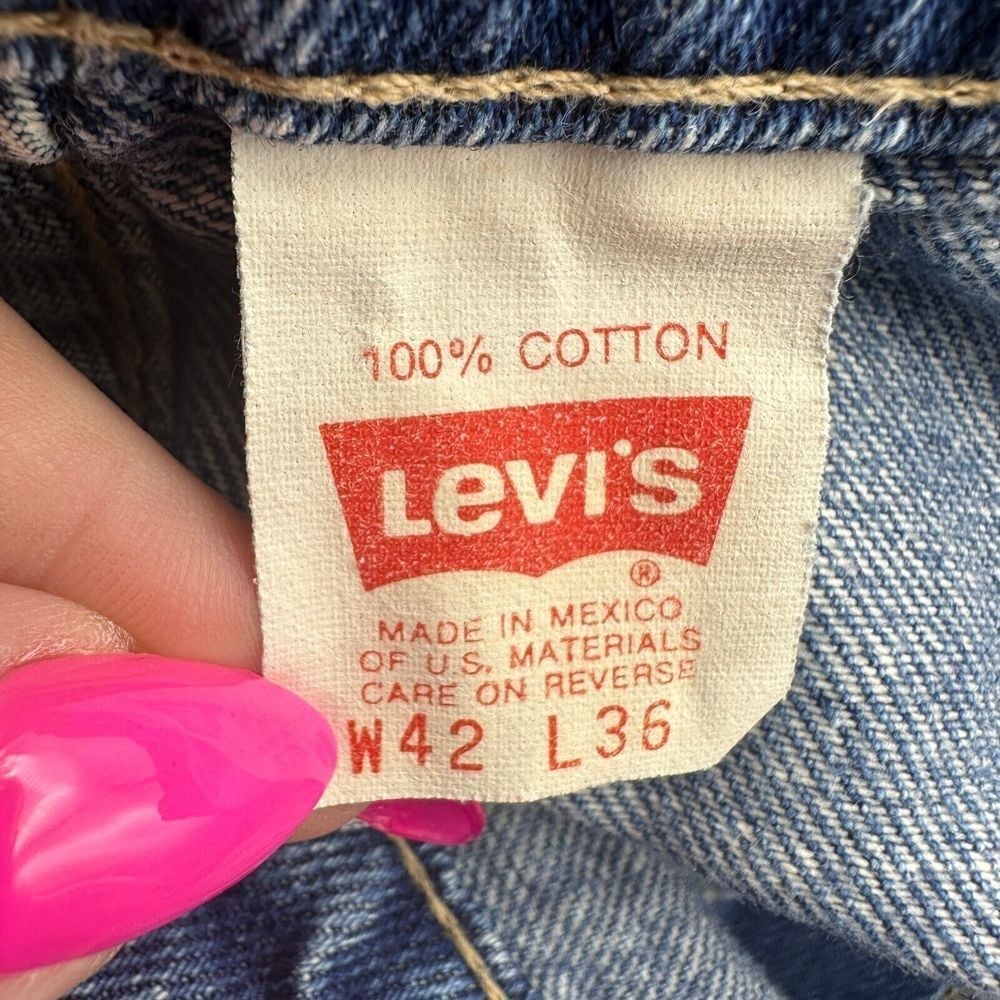 100% COTTON
Levi's
®
MADE IN MEXICO
OF U.S. MATERIALS
CARE ON REVERSE
W42 L36